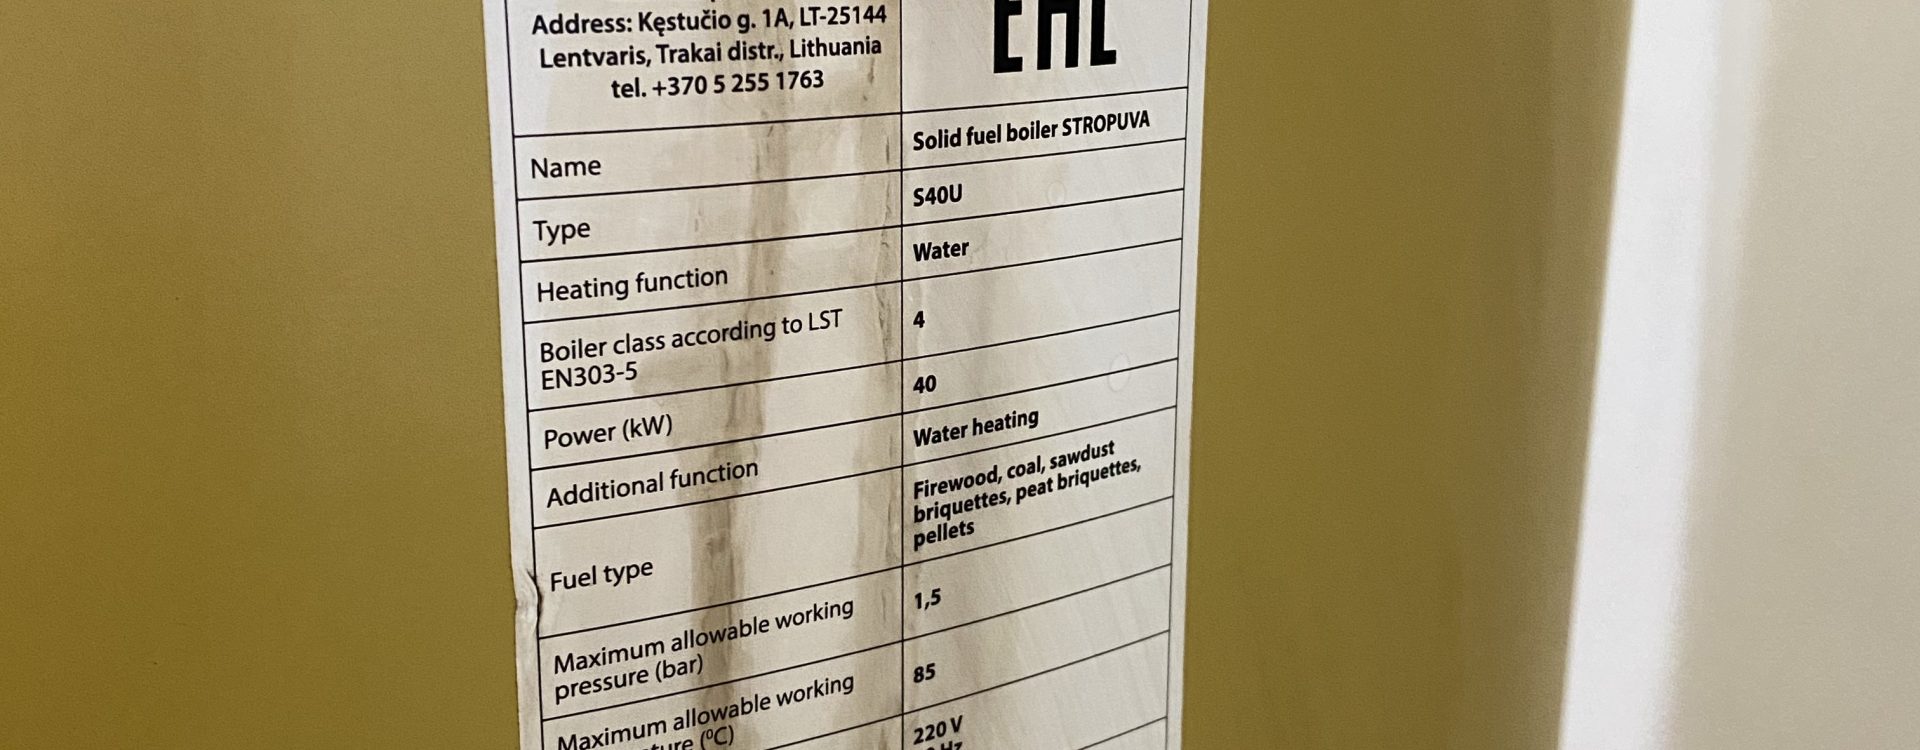 Address: Kęstučio g. 1A, LT-25144
Lentvaris, Trakai distr., Lithuania
tel. +370 5 255 1763
EAC
Name
Solid fuel boiler STROPUVA
Type
S40U
Heating function
Water
Boiler class according to LST
EN303-5
4
Power (kW)
40
Additional function
Water heating
Fuel type
Firewood, coal, sawdust
briquettes, peat briquettes,
pellets
Maximum allowable working
pressure (bar)
1,5
Maximum allowable working
(⁰C)
85
220 V
Hz